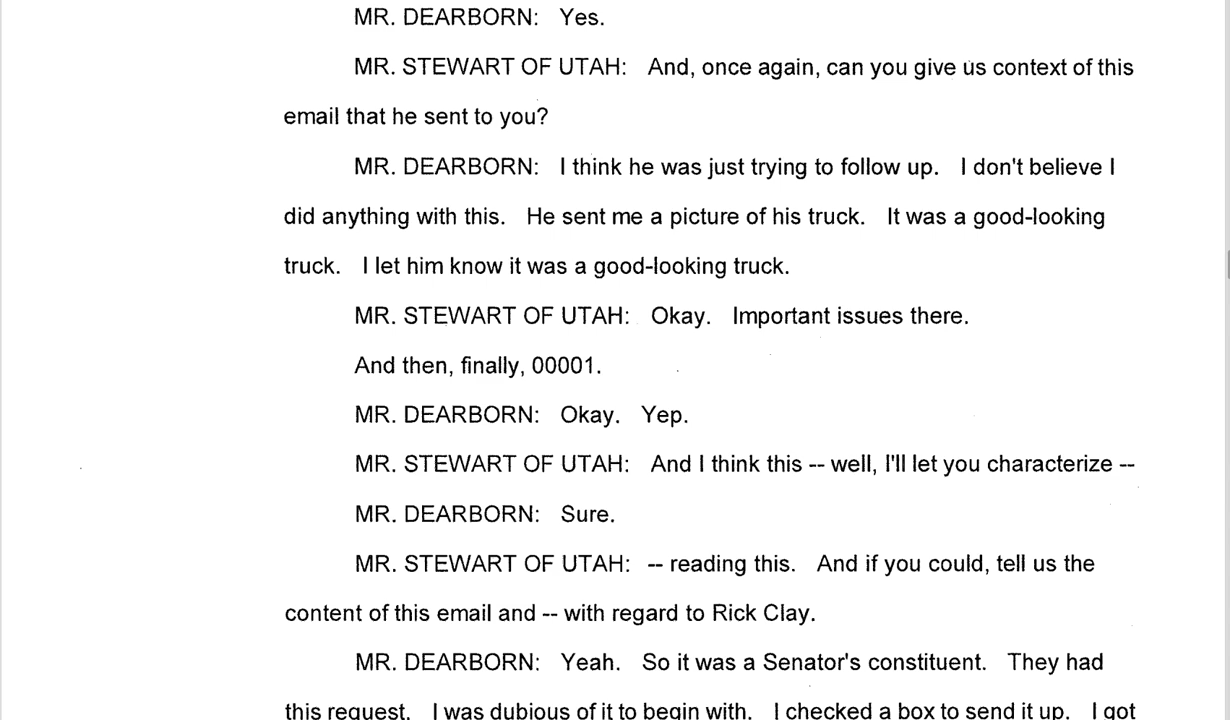 MR. DEARBORN: Yes.
MR. STEWART OF UTAH: And, once again, can you give us context of this
email that he sent to you?
MR. DEARBORN: I think he was just trying to follow up. I don't believe I
did anything with this. He sent me a picture of his truck. It was a good-looking
truck. I let him know it was a good-looking truck.
MR. STEWART OF UTAH: Okay. Important issues there.
And then, finally, 00001.
MR. DEARBORN: Okay. Yep.
MR. STEWART OF UTAH: And I think this -- well, I'll let you characterize --
MR. DEARBORN: Sure.
MR. STEWART OF UTAH: -- reading this. And if you could, tell us the
content of this email and -- with regard to Rick Clay.
MR. DEARBORN: Yeah. So it was a Senator's constituent. They had
this request. I was dubious of it to begin with. I checked a box to send it up. I got